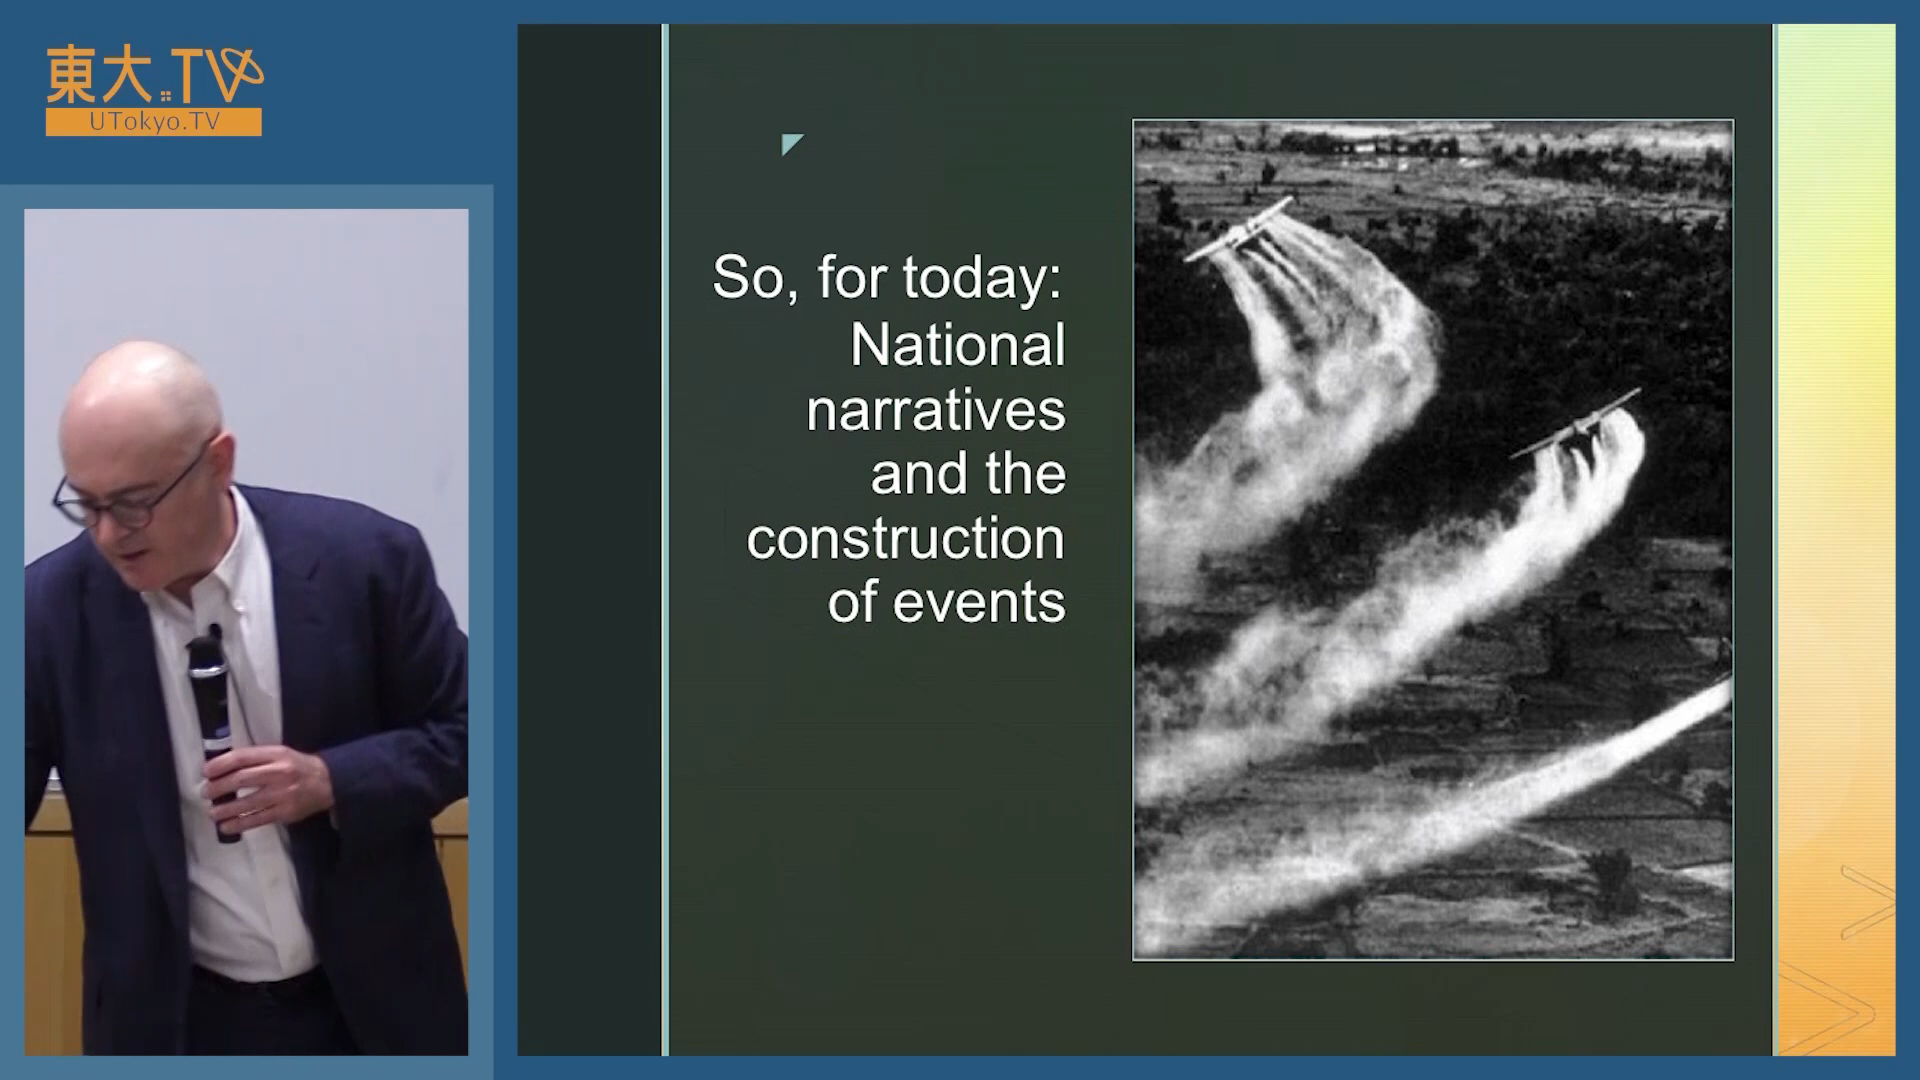 東大.TV
UTokyo.TV
So, for today:
National
narratives
and the
construction
of events